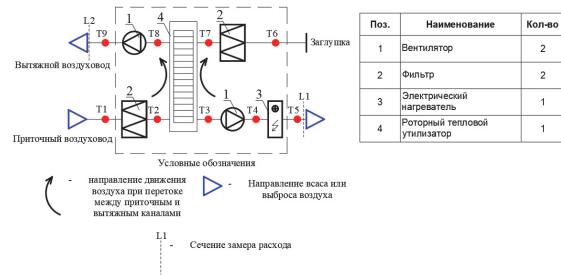 L2
1
4
2
T9
T8
T7
T6
Заглушка
Вытяжной воздуховод
2
1
3
L1
T1
T2
T3
T4
T5
Приточный воздуховод
Условные обозначения
- направление движения
воздуха при перетоке
между приточным и
вытяжным каналами
- Направление всаса или
выброса воздуха
L1
- Сечение замера расхода
Поз. Наименование Кол-во
1 Вентилятор 2
2 Фильтр 2
3 Электрический
нагреватель 1
4 Роторный тепловой
утилизатор 1